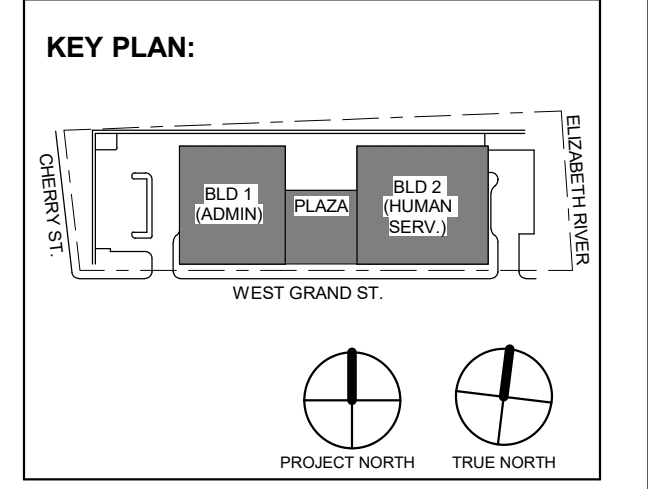 KEY PLAN:
CHERRY ST.
BLD 1
(ADMIN)
PLAZA
BLD 2
(HUMAN
SERV.)
ELIZABETH RIVER
WEST GRAND ST.
PROJECT NORTH
TRUE NORTH